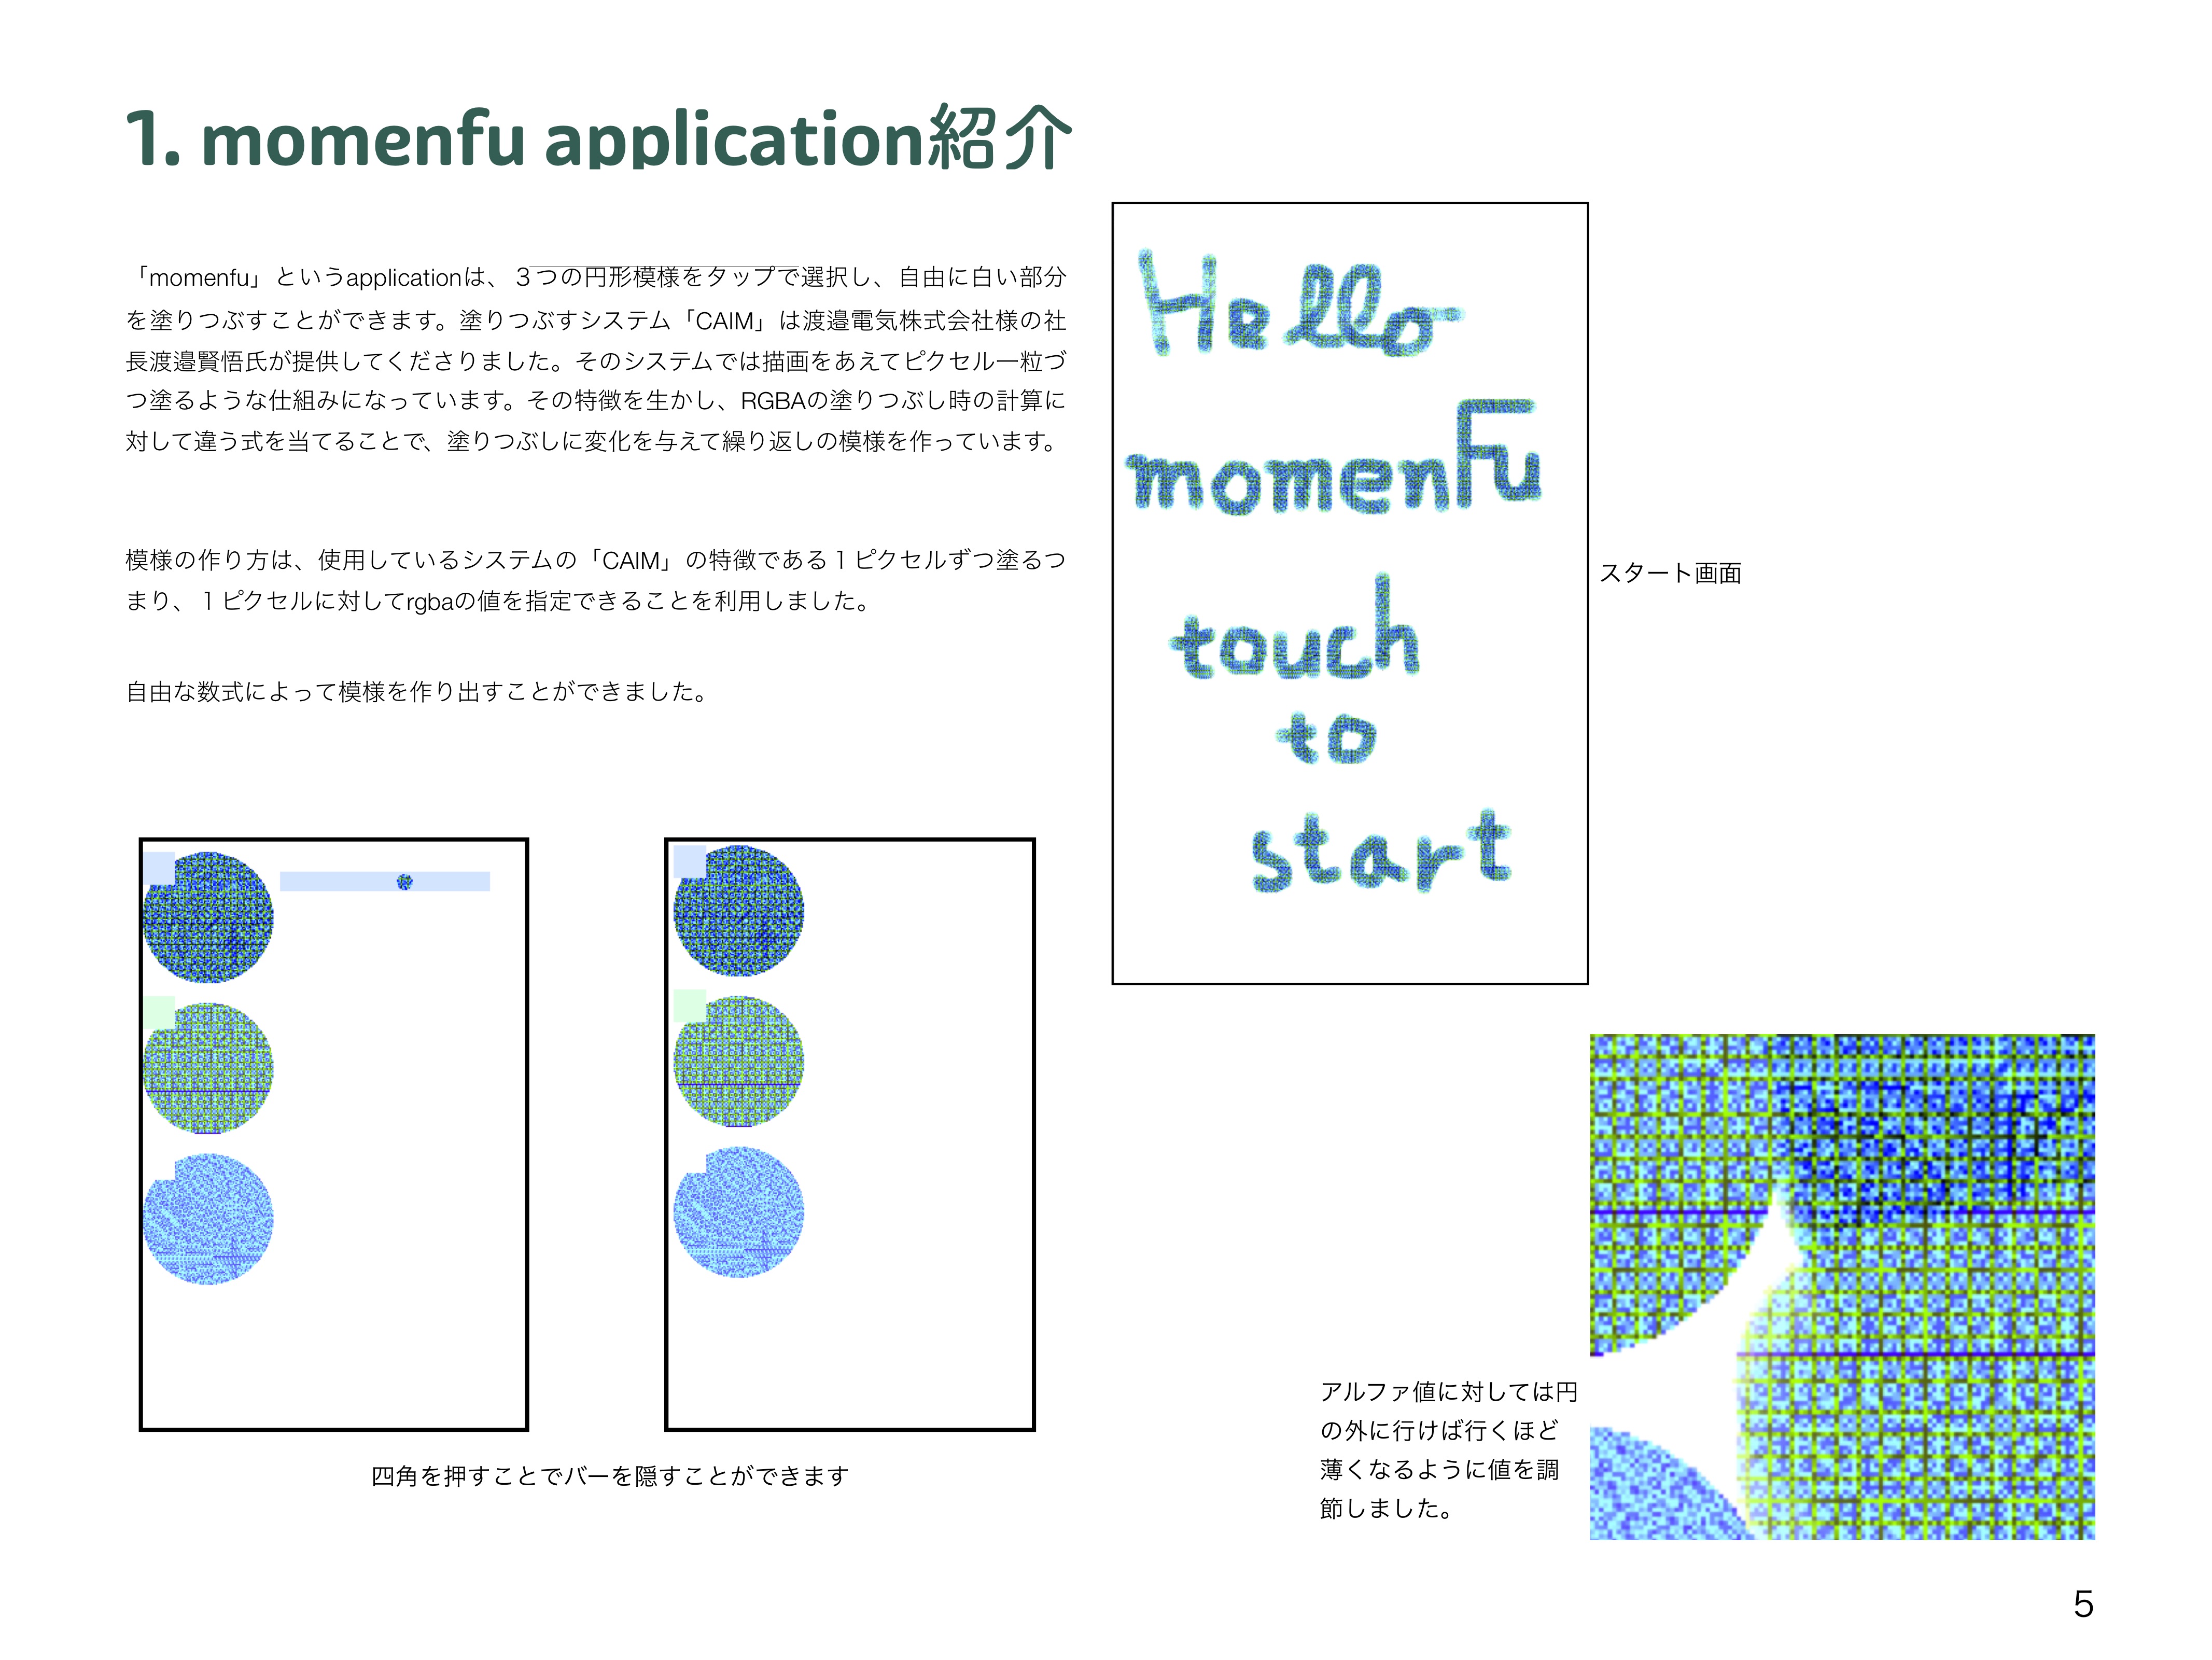 1. momenfu application紹介
「momenfu」というapplicationは、３つの円形模様をタップで選択し、自由に白い部分
を塗りつぶすことができます。塗りつぶすシステム「CAIM」は渡邉電気株式会社様の社
長渡邉賢悟氏が提供してくださりました。そのシステムでは描画をあえてピクセル一粒づ
つ塗るような仕組みになっています。その特徴を生かし、RGBAの塗りつぶし時の計算に
対して違う式を当てることで、塗りつぶしに変化を与えて繰り返しの模様を作っています。
模様の作り方は、使用しているシステムの「CAIM」の特徴である１ピクセルずつ塗るつ
まり、１ピクセルに対してrgbaの値を指定できることを利用しました。
自由な数式によって模様を作り出すことができました。
Hello
momenFu
touch
to
start
スタート画面
四角を押すことでバーを隠すことができます
アルファ値に対しては円
の外に行けば行くほど
薄くなるように値を調
節しました。
5